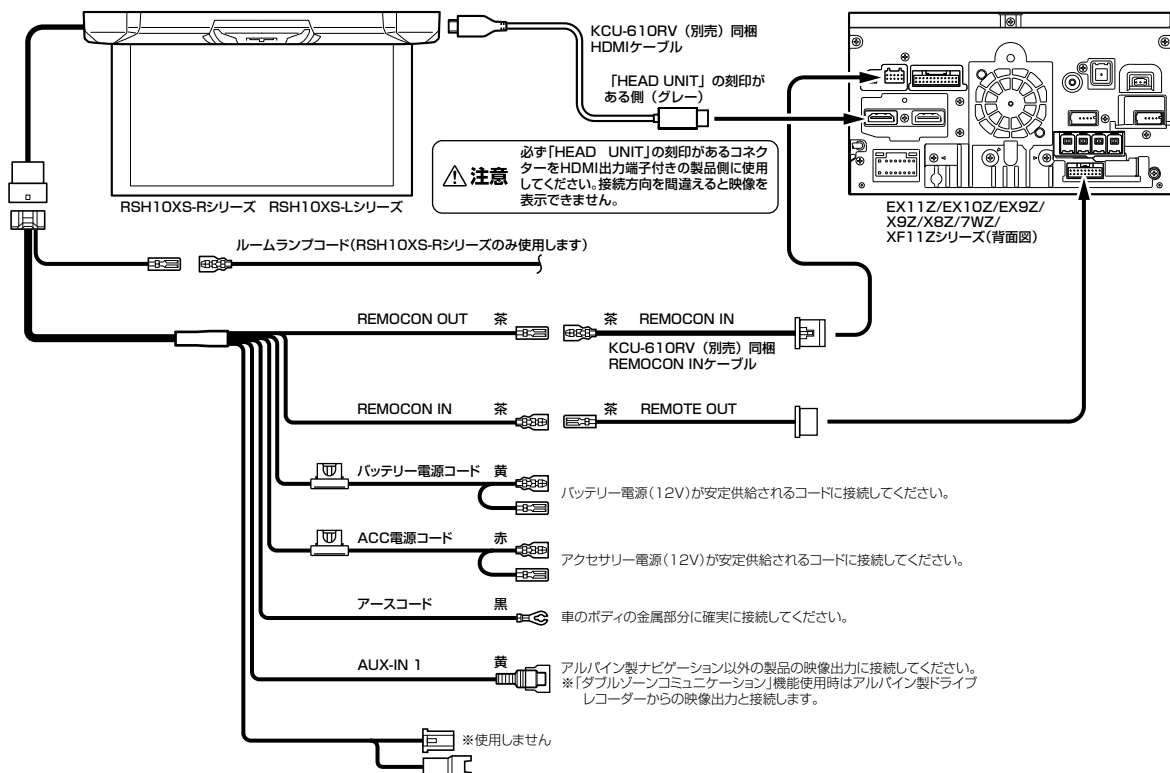 KCU-610RV（別売）同梱
HDMIケーブル
「HEAD UNIT」の刻印が
ある側（グレー）
注意
必ず「HEAD UNIT」の刻印があるコネク
ターをHDMI出力端子付きの製品側に使用
してください。接続方向を間違えると映像を
表示できません。
RSH10XS-Rシリーズ RSH10XS-Lシリーズ
EX11Z/EX10Z/EX9Z/
X9Z/X8Z/7WZ/
XF11Zシリーズ（背面図）
ルームランプコード（RSH10XS-Rシリーズのみ使用します）
REMOCON OUT 茶
茶 REMOCON IN
KCU-610RV（別売）同梱
REMOCON INケーブル
REMOCON IN 茶
茶 REMOTE OUT
バッテリー電源コード 黄
バッテリー電源（12V）が安定供給されるコードに接続してください。
ACC電源コード 赤
アクセサリー電源（12V）が安定供給されるコードに接続してください。
アースコード 黒
車のボディの金属部分に確実に接続してください。
AUX-IN 1 黄
アルパイン製ナビゲーション以外の製品の映像出力に接続してください。
※「ダブルゾーンコミュニケーション」機能使用時はアルパイン製ドライブ
レコーダーからの映像出力と接続します。
※使用しません